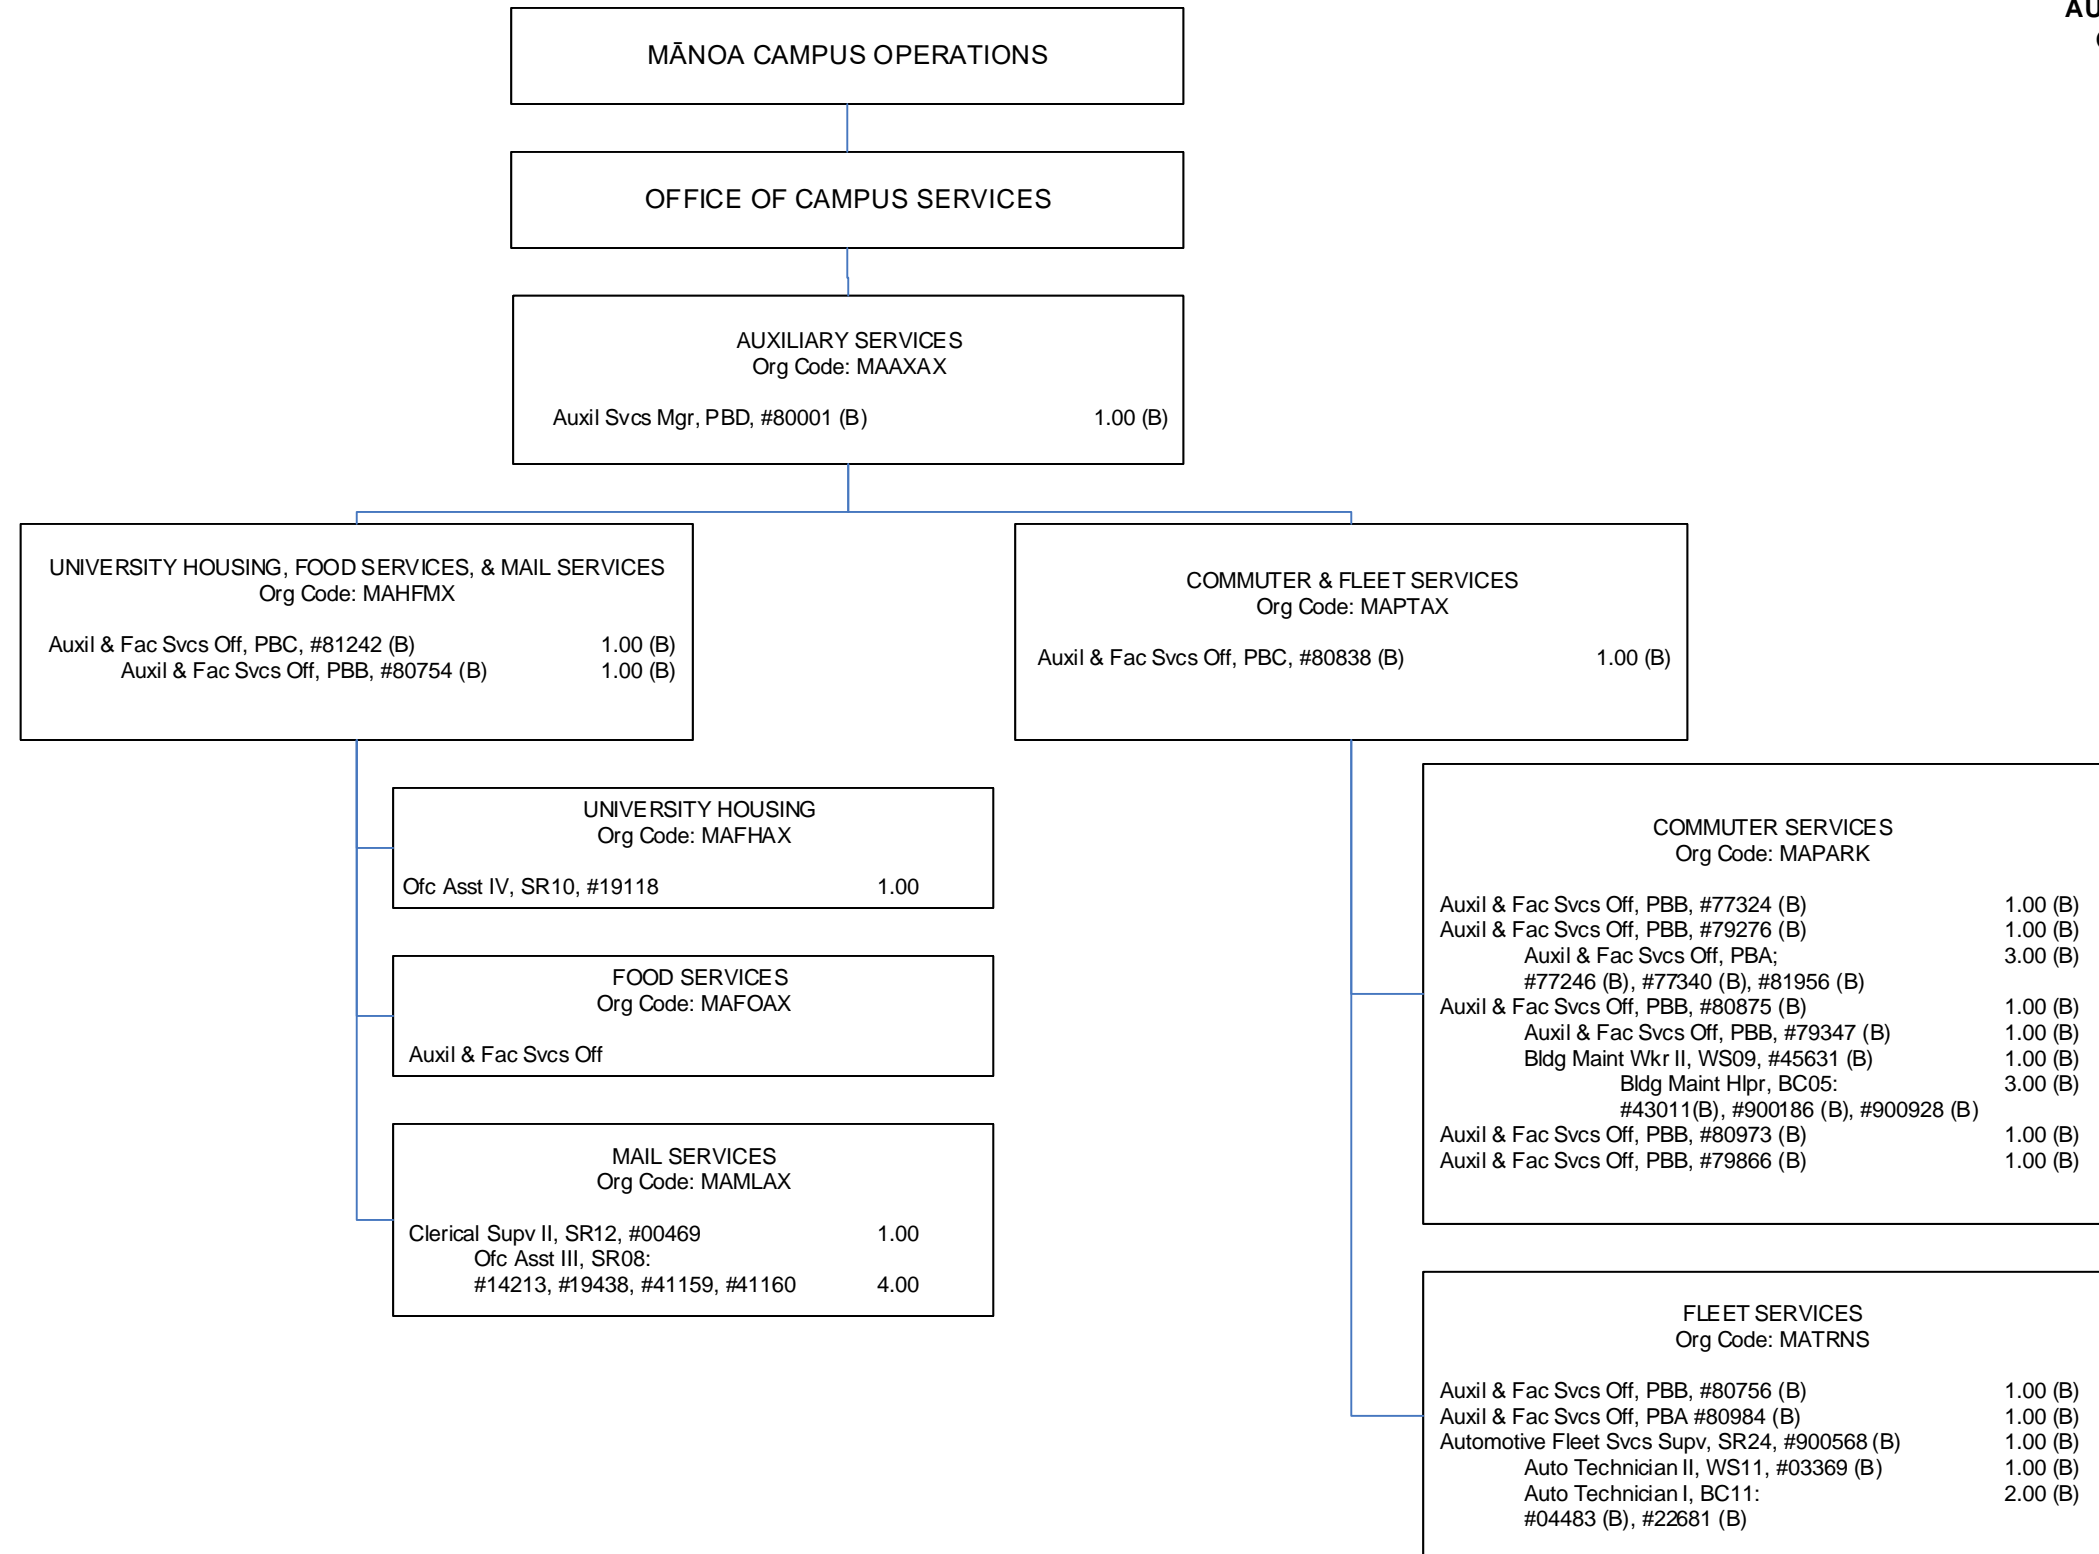 AU
MĀNOA CAMPUS OPERATIONS
OFFICE OF CAMPUS SERVICES
AUXILIARY SERVICES
Org Code: MAAXAX
Auxil Svcs Mgr, PBD, #80001 (B) 1.00 (B)
UNIVERSITY HOUSING, FOOD SERVICES, & MAIL SERVICES
Org Code: MAHFMX
Auxil & Fac Svcs Off, PBC, #81242 (B) 1.00 (B)
Auxil & Fac Svcs Off, PBB, #80754 (B) 1.00 (B)
COMMUTER & FLEET SERVICES
Org Code: MAPTAX
Auxil & Fac Svcs Off, PBC, #80838 (B) 1.00 (B)
UNIVERSITY HOUSING
Org Code: MAFHAX
Ofc Asst IV, SR10, #19118 1.00
FOOD SERVICES
Org Code: MAFOAX
Auxil & Fac Svcs Off
MAIL SERVICES
Org Code: MAMLAX
Clerical Supv II, SR12, #00469 1.00
Ofc Asst III, SR08:
#14213, #19438, #41159, #41160 4.00
COMMUTER SERVICES
Org Code: MAPARK
Auxil & Fac Svcs Off, PBB, #77324 (B) 1.00 (B)
Auxil & Fac Svcs Off, PBB, #79276 (B) 1.00 (B)
Auxil & Fac Svcs Off, PBA; 3.00 (B)
#77246 (B), #77340 (B), #81956 (B)
Auxil & Fac Svcs Off, PBB, #80875 (B) 1.00 (B)
Auxil & Fac Svcs Off, PBB, #79347 (B) 1.00 (B)
Bldg Maint Wkr II, WS09, #45631 (B) 1.00 (B)
Bldg Maint Hlpr, BC05: 3.00 (B)
#43011(B), #900186 (B), #900928 (B)
Auxil & Fac Svcs Off, PBB, #80973 (B) 1.00 (B)
Auxil & Fac Svcs Off, PBB, #79866 (B) 1.00 (B)
FLEET SERVICES
Org Code: MATRNS
Auxil & Fac Svcs Off, PBB, #80756 (B) 1.00 (B)
Auxil & Fac Svcs Off, PBA #80984 (B) 1.00 (B)
Automotive Fleet Svcs Supv, SR24, #900568 (B) 1.00 (B)
Auto Technician II, WS11, #03369 (B) 1.00 (B)
Auto Technician I, BC11: 2.00 (B)
#04483 (B), #22681 (B)